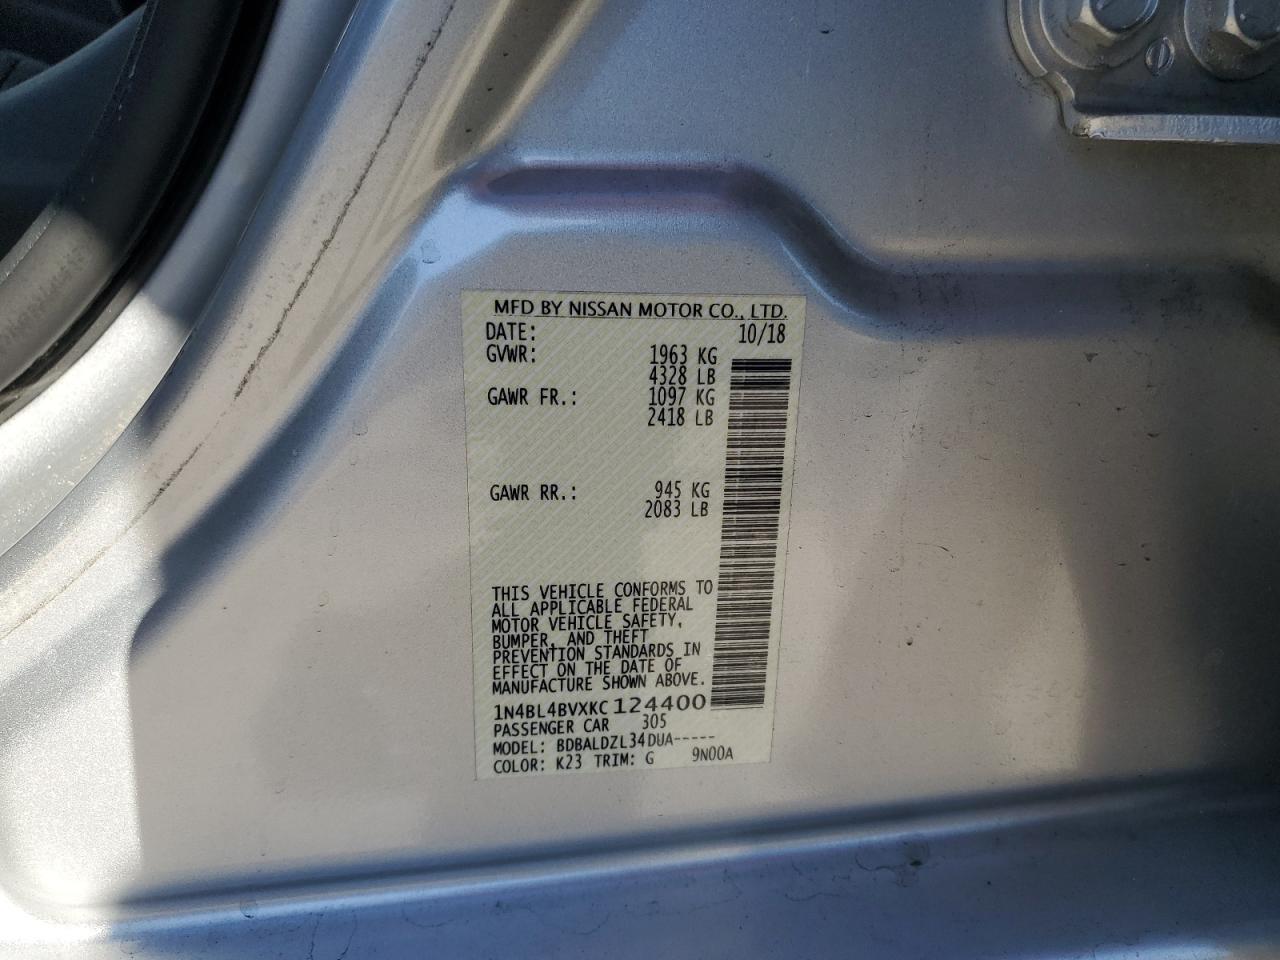 MFD BY NISSAN MOTOR CO., LTD.
DATE: 10/18
GVWR: 1963 KG
4328 LB
GAWR FR.: 1097 KG
2418 LB
GAWR RR.: 945 KG
2083 LB
THIS VEHICLE CONFORMS TO
ALL APPLICABLE FEDERAL
MOTOR VEHICLE SAFETY,
BUMPER, AND THEFT
PREVENTION STANDARDS IN
EFFECT ON THE DATE OF
MANUFACTURE SHOWN ABOVE.
1N4BL4BVXKC124400
PASSENGER CAR 305
MODEL: BDBALDZL34DUA-----
COLOR: K23 TRIM: G 9N00A